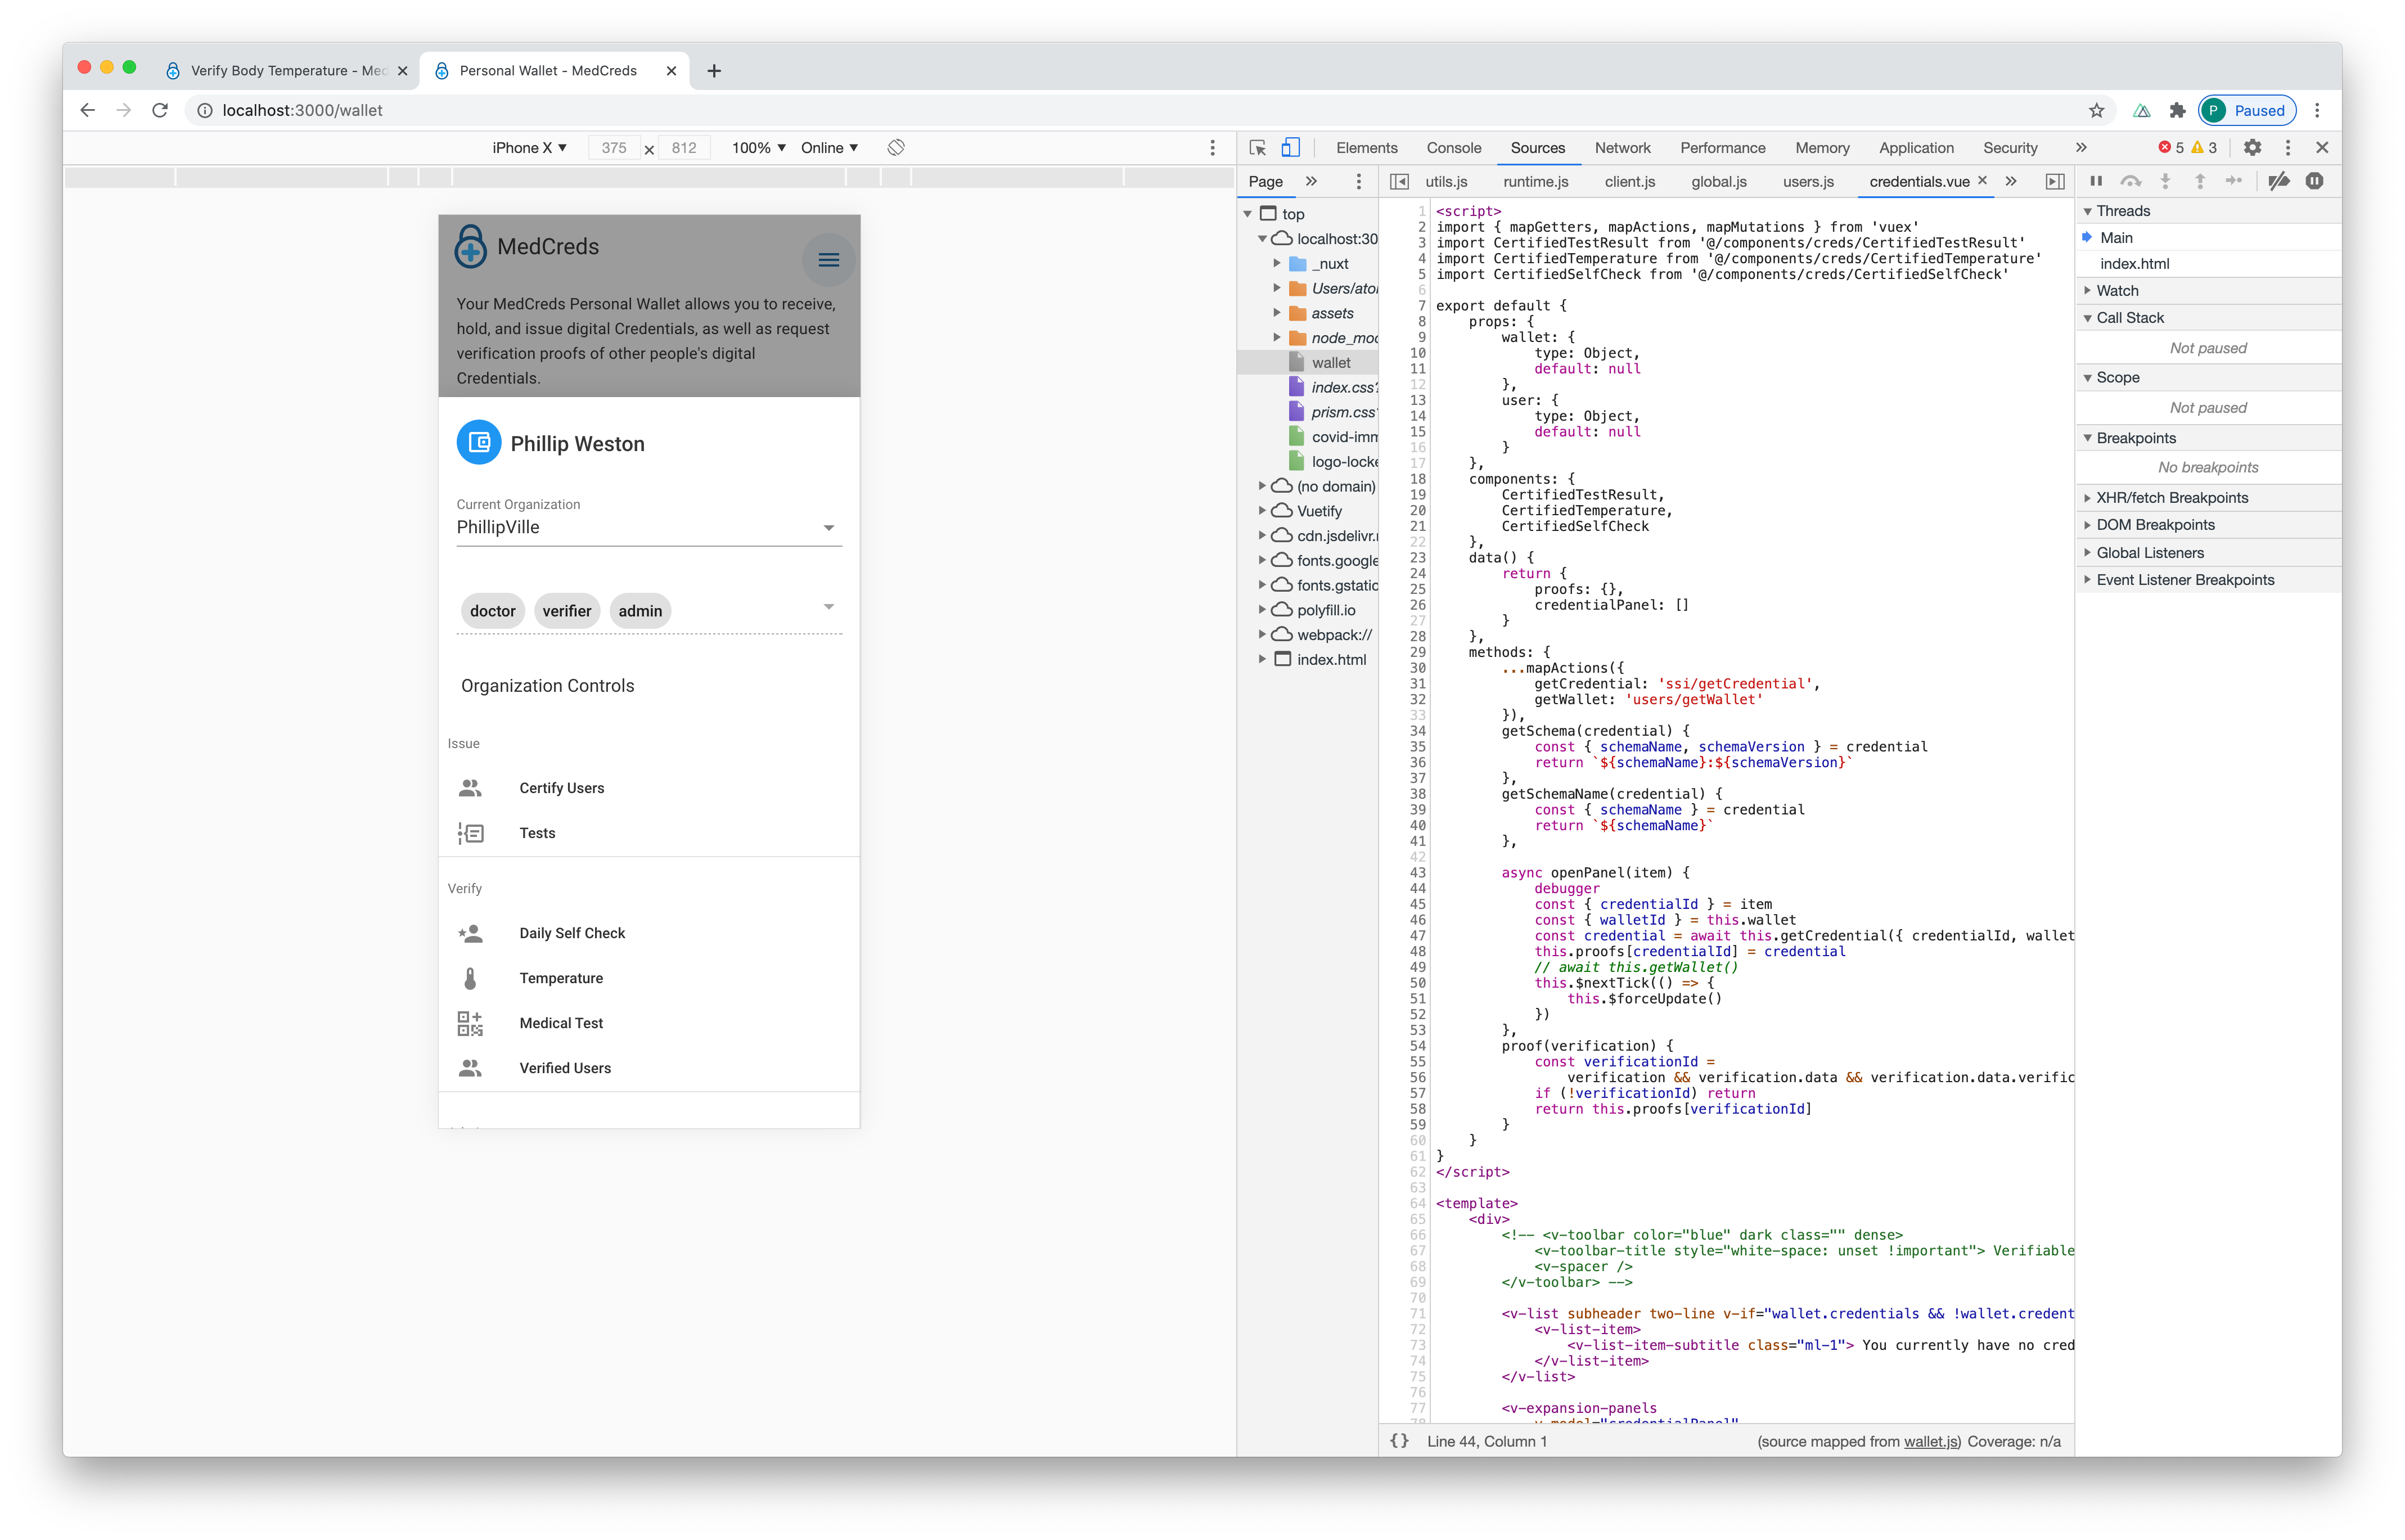 Verify Body Temperature - Med
Personal Wallet - MedCreds
localhost:3000/wallet
P Paused
iPhone X 375 × 812 100% Online
Elements Console Sources Network Performance Memory Application Security 5 3
Page
utils.js runtime.js client.js global.js users.js credentials.vue
MedCreds
Your MedCreds Personal Wallet allows you to receive,
hold, and issue digital Credentials, as well as request
verification proofs of other people's digital
Credentials.
Phillip Weston
Current Organization
PhillipVille
doctor verifier admin
Organization Controls
Issue
Certify Users
Tests
Verify
Daily Self Check
Temperature
Medical Test
Verified Users
top
localhost:30
_nuxt
Users/ato
assets
node_mod
wallet
index.css?
prism.css?
covid-imm
logo-locke
(no domain)
Vuetify
cdn.jsdelivr.
fonts.google
fonts.gstatic
polyfill.io
webpack://
index.html
1 <script>
2 import { mapGetters, mapActions, mapMutations } from 'vuex'
3 import CertifiedTestResult from '@/components/creds/CertifiedTestResult'
4 import CertifiedTemperature from '@/components/creds/CertifiedTemperature'
5 import CertifiedSelfCheck from '@/components/creds/CertifiedSelfCheck'
6
7 export default {
8 props: {
9 wallet: {
10 type: Object,
11 default: null
12 },
13 user: {
14 type: Object,
15 default: null
16 }
17 },
18 components: {
19 CertifiedTestResult,
20 CertifiedTemperature,
21 CertifiedSelfCheck
22 },
23 data() {
24 return {
25 proofs: {},
26 credentialPanel: []
27 }
28 },
29 methods: {
30 ...mapActions({
31 getCredential: 'ssi/getCredential',
32 getWallet: 'users/getWallet'
33 }),
34 getSchema(credential) {
35 const { schemaName, schemaVersion } = credential
36 return `${schemaName}:${schemaVersion}`
37 },
38 getSchemaName(credential) {
39 const { schemaName } = credential
40 return `${schemaName}`
41 },
42
43 async openPanel(item) {
44 debugger
45 const { credentialId } = item
46 const { walletId } = this.wallet
47 const credential = await this.getCredential({ credentialId, wallet
48 this.proofs[credentialId] = credential
49 // await this.getWallet()
50 this.$nextTick(() => {
51 this.$forceUpdate()
52 })
53 },
54 proof(verification) {
55 const verificationId =
56 verification && verification.data && verification.data.verific
57 if (!verificationId) return
58 return this.proofs[verificationId]
59 }
60 }
61 }
62 </script>
63
64 <template>
65 <div>
66 <!-- <v-toolbar color="blue" dark class="" dense>
67 <v-toolbar-title style="white-space: unset !important"> Verifiable
68 <v-spacer />
69 </v-toolbar> -->
70
71 <v-list subheader two-line v-if="wallet.credentials && !wallet.credent
72 <v-list-item>
73 <v-list-item-subtitle class="ml-1"> You currently have no cred
74 </v-list-item>
75 </v-list>
76
77 <v-expansion-panels
{} Line 44, Column 1 (source mapped from wallet.js) Coverage: n/a
Threads
Main
index.html
Watch
Call Stack
Not paused
Scope
Not paused
Breakpoints
No breakpoints
XHR/fetch Breakpoints
DOM Breakpoints
Global Listeners
Event Listener Breakpoints